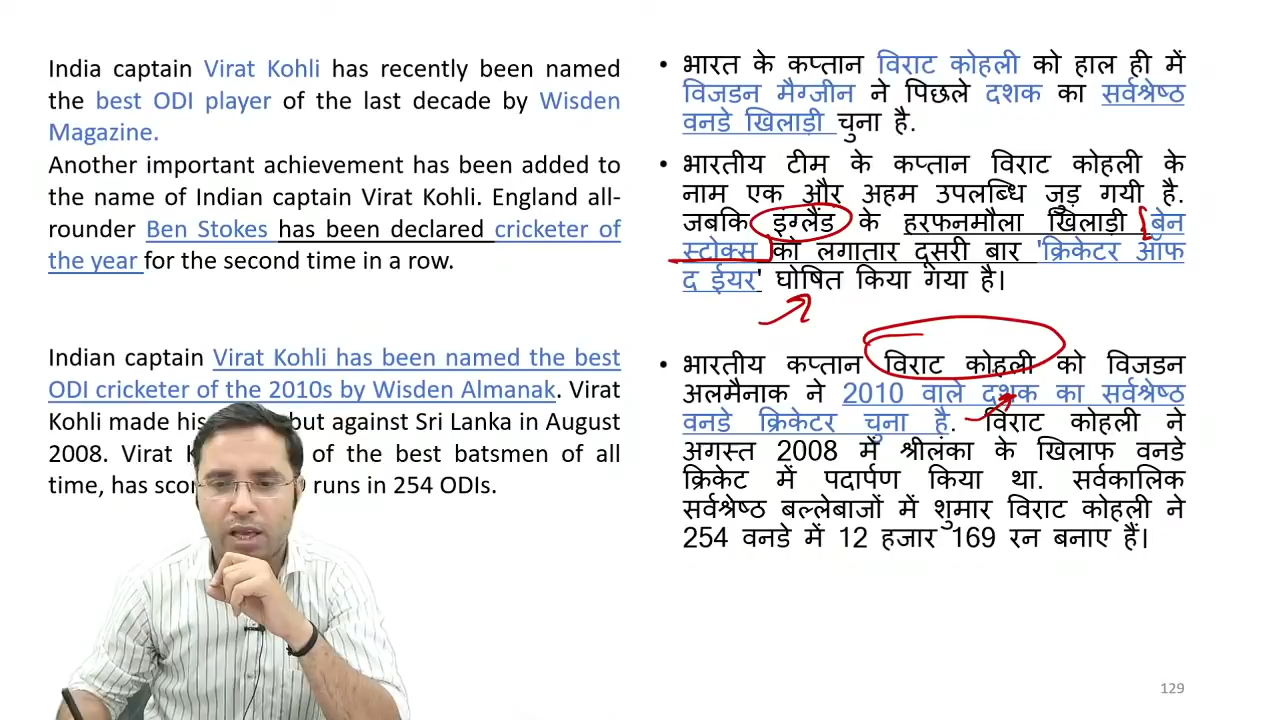 India captain Virat Kohli has recently been named
the best ODI player of the last decade by Wisden
Magazine.
Another important achievement has been added to
the name of Indian captain Virat Kohli. England all-
rounder Ben Stokes has been declared cricketer of
the year for the second time in a row.
Indian captain Virat Kohli has been named the best
ODI cricketer of the 2010s by Wisden Almanak. Virat
Kohli made his against Sri Lanka in August
2008. Virat of the best batsmen of all
time, has runs in 254 ODIs.
• भारत के कप्तान विराट कोहली को हाल ही में
विजडन मैग्जीन ने पिछले दशक का सर्वश्रेष्ठ
वनडे खिलाड़ी चुना है.
• भारतीय टीम के कप्तान विराट कोहली के
नाम एक और अहम उपलब्धि जुड़ गयी है.
जबकि इंग्लैंड के हरफनमौला खिलाड़ी बेन
स्टोक्स को लगातार दूसरी बार 'क्रिकेटर ऑफ
द ईयर' घोषित किया गया है।
• भारतीय कप्तान विराट कोहली को विजडन
अलमैनाक ने 2010 वाले दशक का सर्वश्रेष्ठ
वनडे क्रिकेटर चुना है. विराट कोहली ने
अगस्त 2008 में श्रीलंका के खिलाफ वनडे
क्रिकेट में पदार्पण किया था. सर्वकालिक
सर्वश्रेष्ठ बल्लेबाजों में शुमार विराट कोहली ने
254 वनडे में 12 हजार 169 रन बनाए हैं।
129